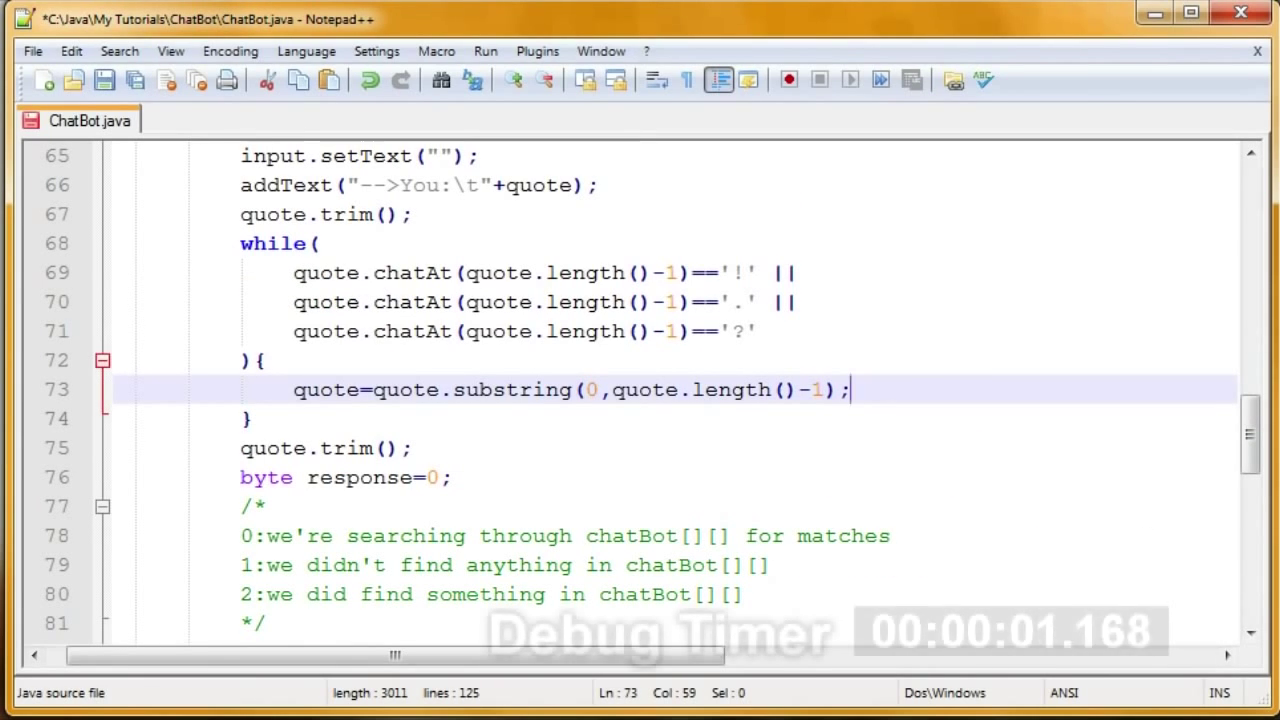 *C:\Java\My Tutorials\ChatBot\ChatBot.java - Notepad++
File Edit Search View Encoding Language Settings Macro Run Plugins Window ? X
ABC
ChatBot.java
65 input.setText("");
66 addText("-->You:\t"+quote);
67 quote.trim();
68 while(
69 quote.chatAt(quote.length()-1)=='!' ||
70 quote.chatAt(quote.length()-1)=='.' ||
71 quote.chatAt(quote.length()-1)=='?'
72 ){
73 quote=quote.substring(0,quote.length()-1);
74 }
75 quote.trim();
76 byte response=0;
77 /*
78 0:we're searching through chatBot[][] for matches
79 1:we didn't find anything in chatBot[][]
80 2:we did find something in chatBot[][]
81 */
Debug Timer 00:00:01.168
Java source file length : 3011 lines : 125 Ln : 73 Col : 59 Sel : 0 Dos\Windows ANSI INS